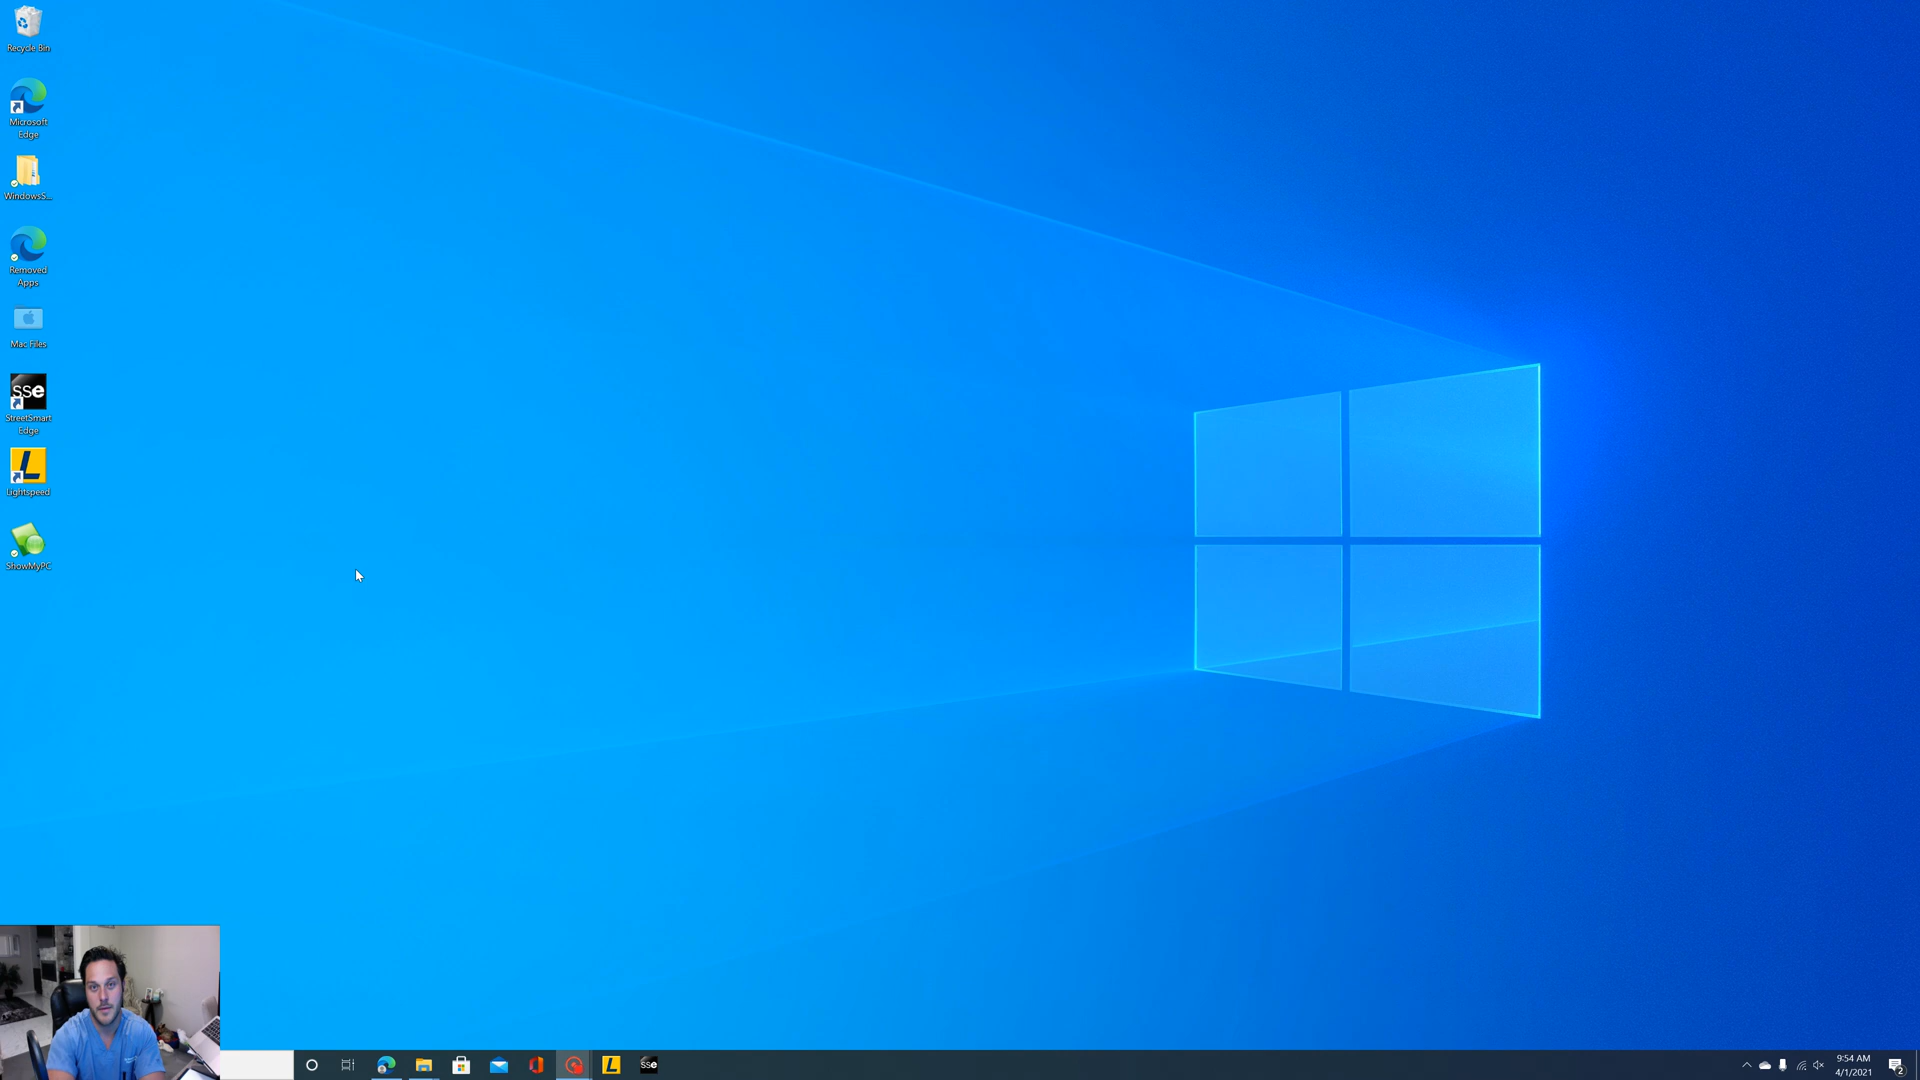 Recycle Bin
Microsoft
Edge
WindowsS...
Removed
Apps
Mac Files
sse
StreetSmart
Edge
L
Lightspeed
ShowMyPC
L
sse
9:54 AM
4/1/2021
2